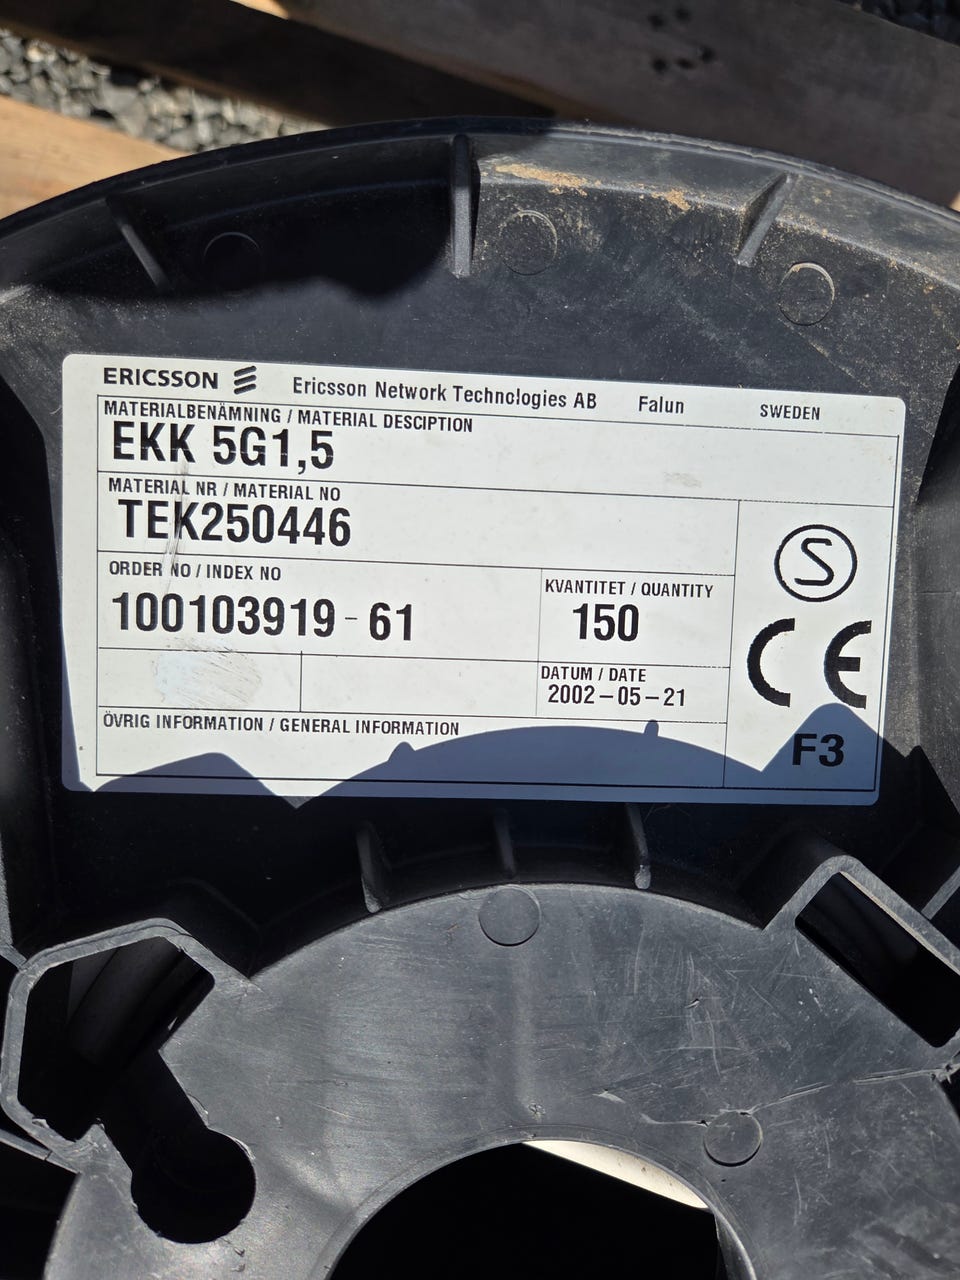 ERICSSON Ericsson Network Technologies AB Falun SWEDEN
MATERIALBENÄMNING / MATERIAL DESCIPTION
EKK 5G1,5
MATERIAL NR / MATERIAL NO
TEK250446
ORDER NO / INDEX NO
100103919-61
KVANTITET / QUANTITY
150
DATUM / DATE
2002-05-21
ÖVRIG INFORMATION / GENERAL INFORMATION
S
CE
F3